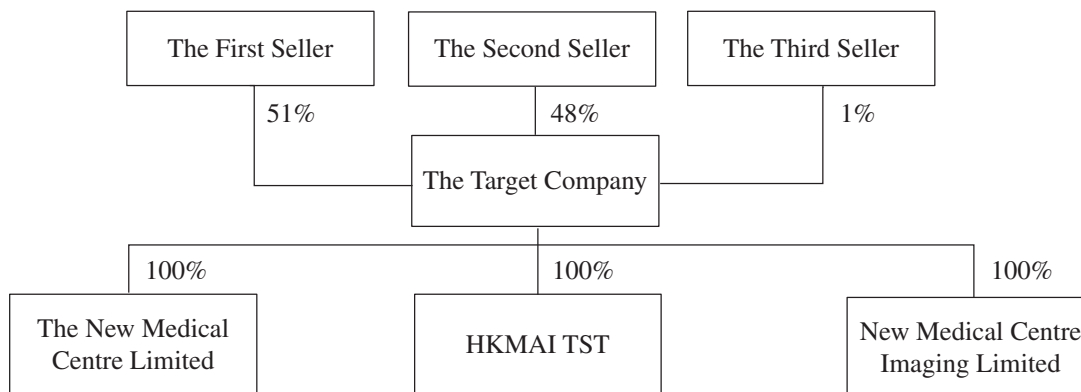 The First Seller
The Second Seller
The Third Seller
51%
48%
1%
The Target Company
100%
100%
100%
The New Medical
Centre Limited
HKMAI TST
New Medical Centre
Imaging Limited